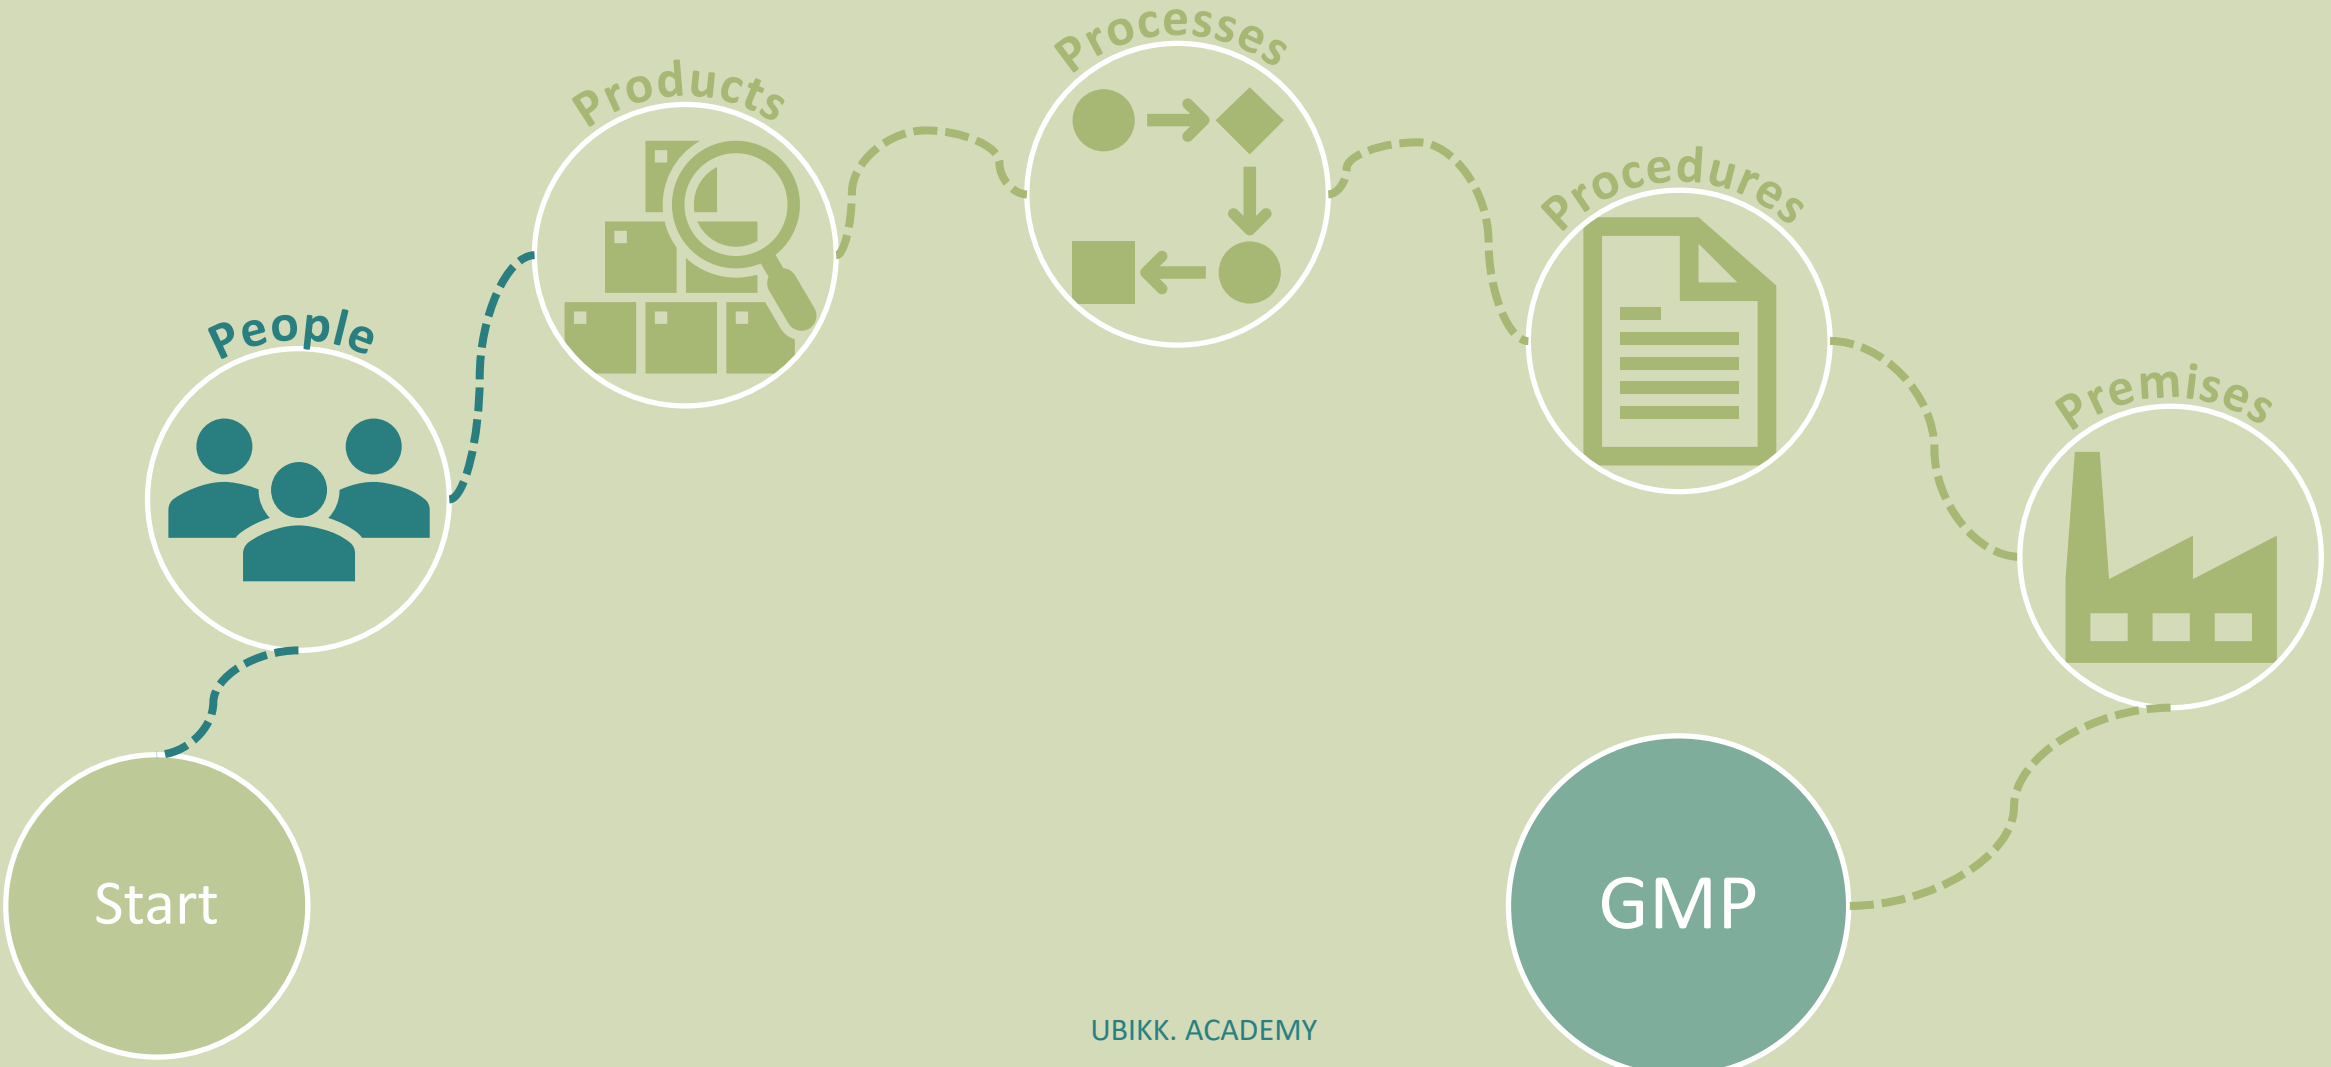 Processes
Products
Procedures
People
Premises
Start
GMP
UBIKK. ACADEMY